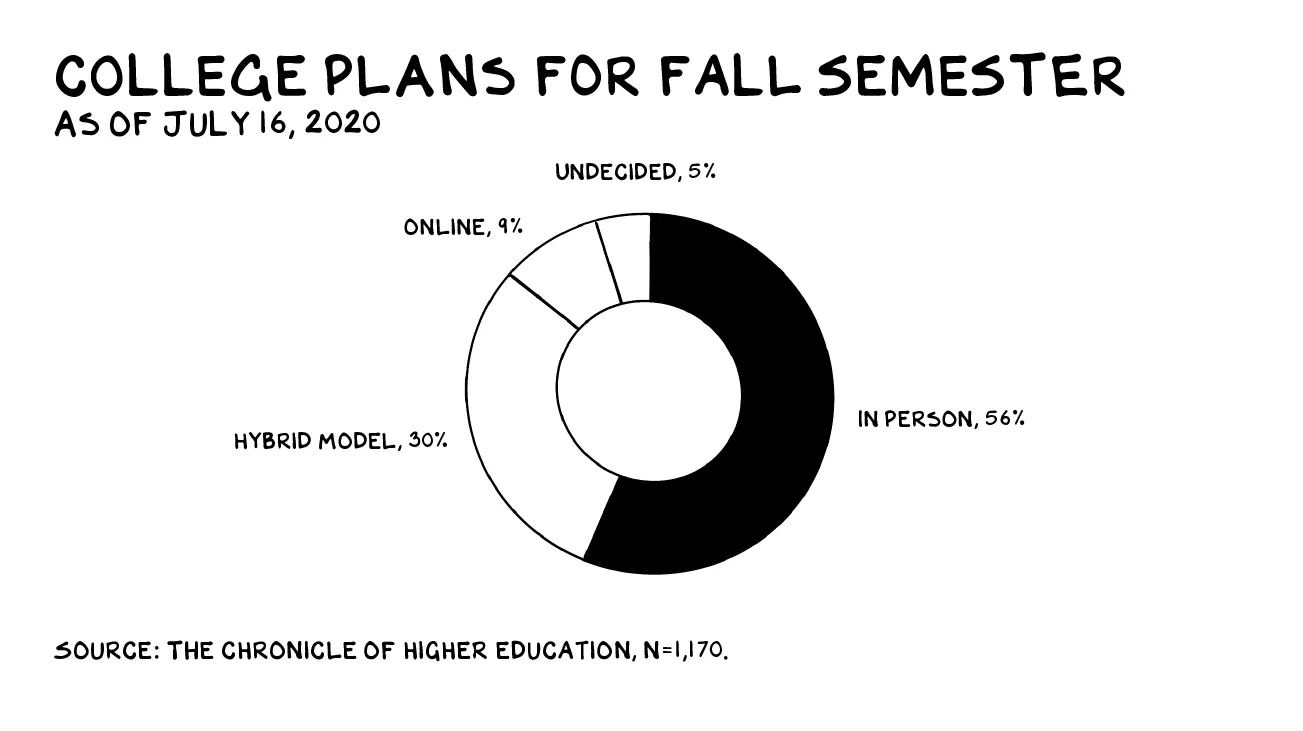 COLLEGE PLANS FOR FALL SEMESTER
AS OF JULY 16, 2020
UNDECIDED, 5%
ONLINE, 9%
IN PERSON, 56%
HYBRID MODEL, 30%
SOURCE: THE CHRONICLE OF HIGHER EDUCATION, N=1,170.